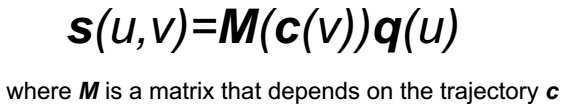 s(u,v)=M(c(v))q(u)
where M is a matrix that depends on the trajectory c